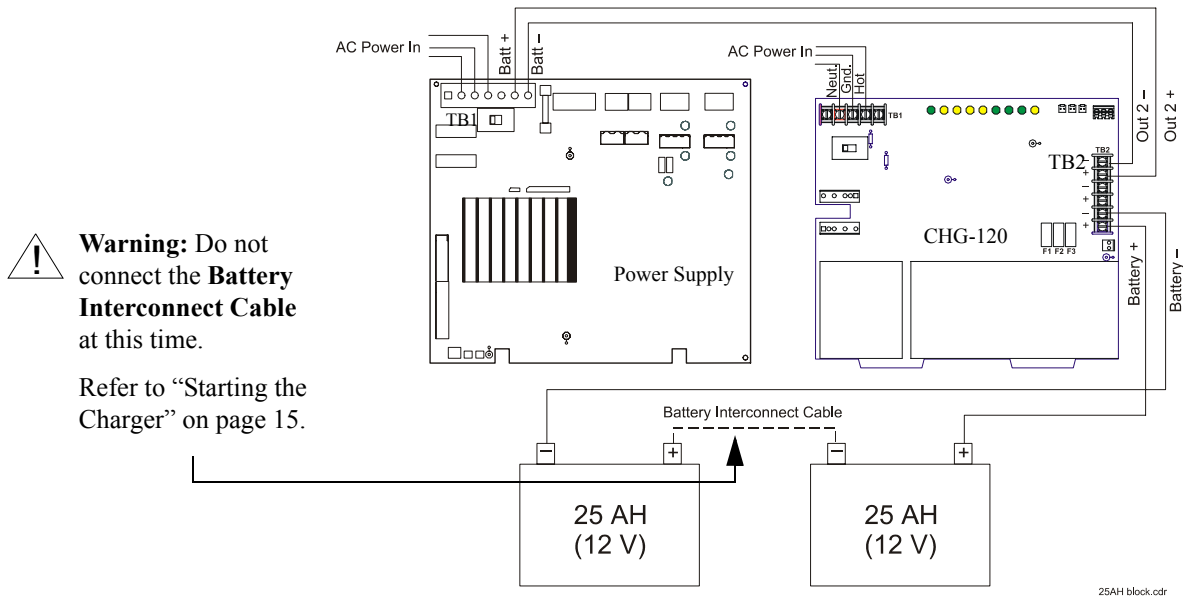 AC Power In
Batt +
Batt –
AC Power In
Neut.
Gnd.
Hot
TB1
TB1
Out 2 –
Out 2 +
TB2
TB2
–
+
–
+
–
+
CHG-120
F1 F2 F3
Power Supply
Battery +
Battery –
! Warning: Do not
connect the Battery
Interconnect Cable
at this time.
Refer to “Starting the
Charger” on page 15.
Battery Interconnect Cable
– + – +
25 AH
(12 V)
25 AH
(12 V)
25AH block.cdr